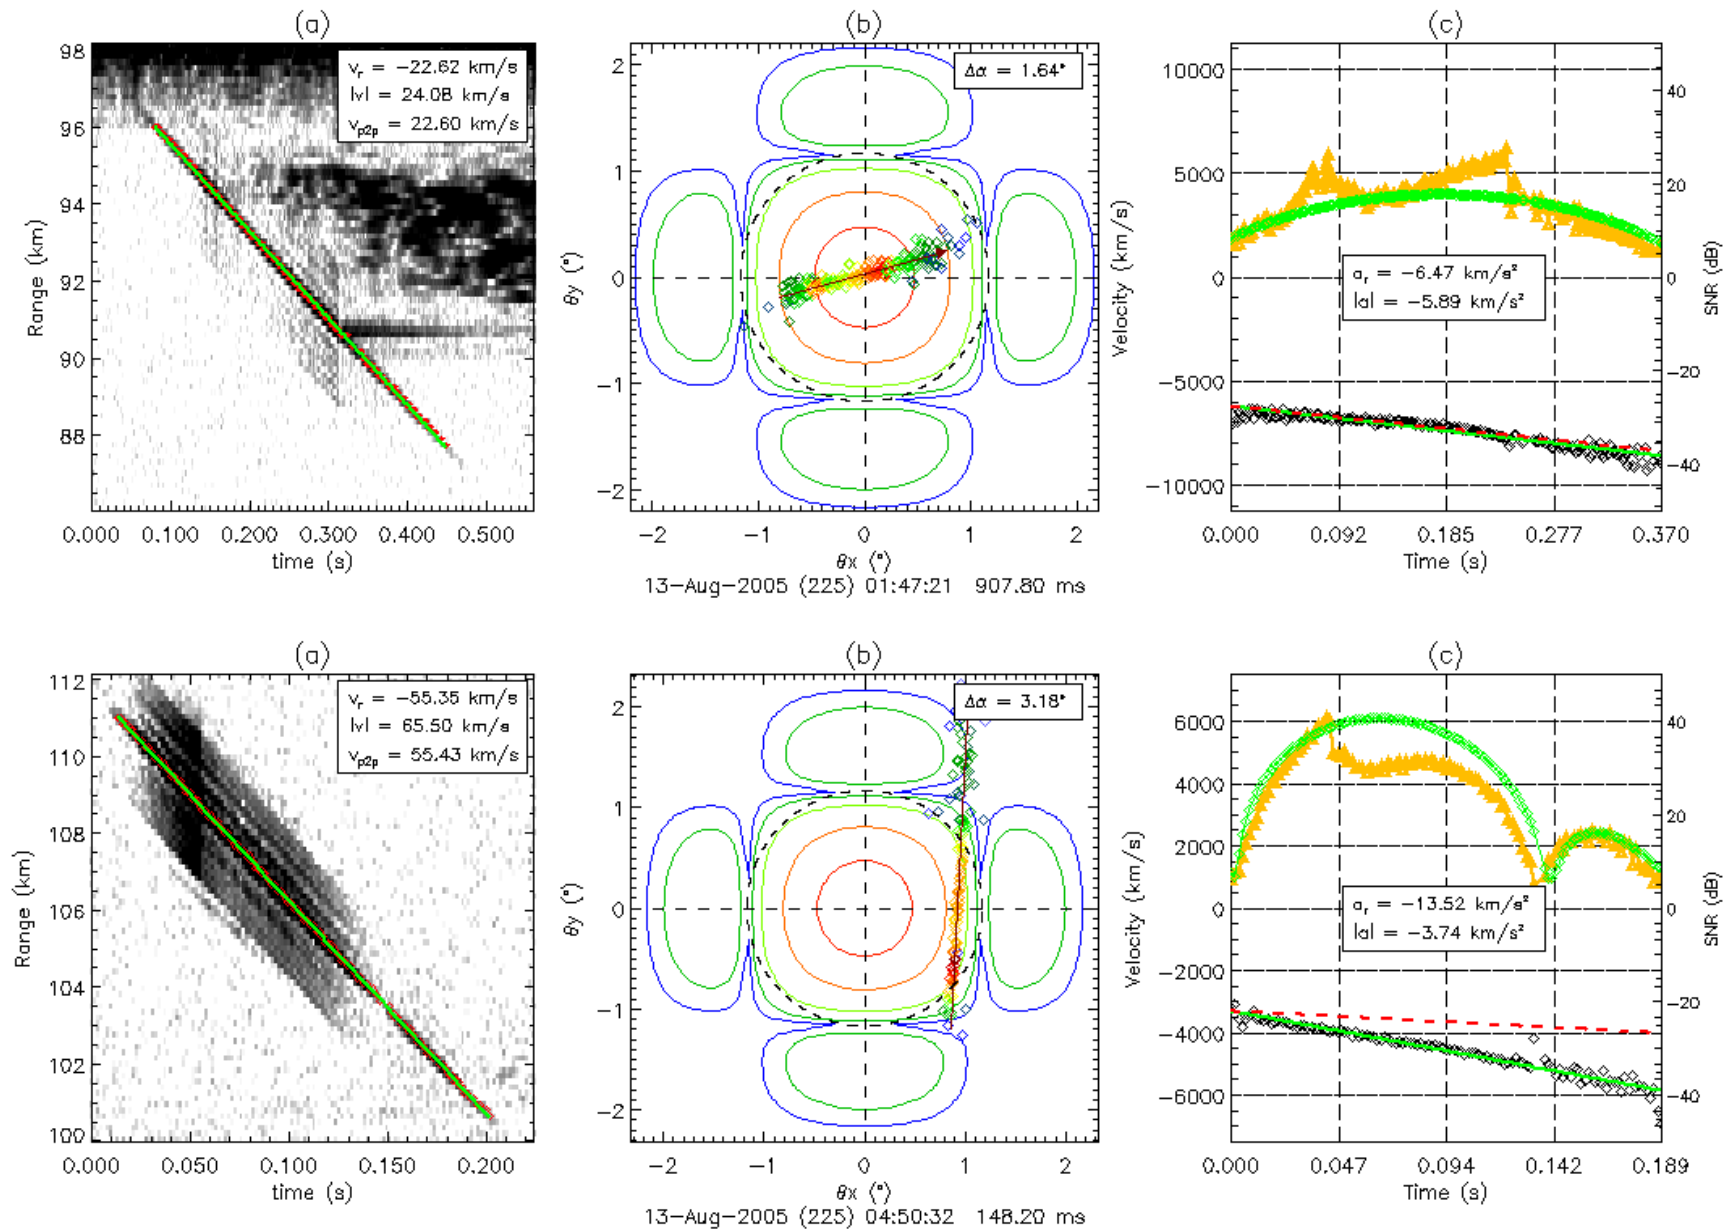 (a)
(b)
(c)
98
96
94
92
90
88
Range (km)
0.000 0.100 0.200 0.300 0.400 0.500
time (s)
v_r = -22.62 km/s
|v| = 24.08 km/s
v_p2p = 22.60 km/s
2
1
0
-1
-2
θy (°)
-2 -1 0 1 2
θx (°)
Δα = 1.64°
13-Aug-2005 (225) 01:47:21 907.80 ms
10000
5000
0
-5000
-10000
Velocity (km/s)
40
20
0
-20
-40
SNR (dB)
0.000 0.092 0.185 0.277 0.370
Time (s)
a_r = -6.47 km/s²
|a| = -5.89 km/s²
(a)
(b)
(c)
112
110
108
106
104
102
100
Range (km)
0.000 0.050 0.100 0.150 0.200
time (s)
v_r = -55.35 km/s
|v| = 65.50 km/s
v_p2p = 55.43 km/s
2
1
0
-1
-2
θy (°)
-2 -1 0 1 2
θx (°)
Δα = 3.18°
13-Aug-2005 (225) 04:50:32 148.20 ms
6000
4000
2000
0
-2000
-4000
-6000
Velocity (km/s)
40
20
0
-20
-40
SNR (dB)
0.000 0.047 0.094 0.142 0.189
Time (s)
a_r = -13.52 km/s²
|a| = -3.74 km/s²